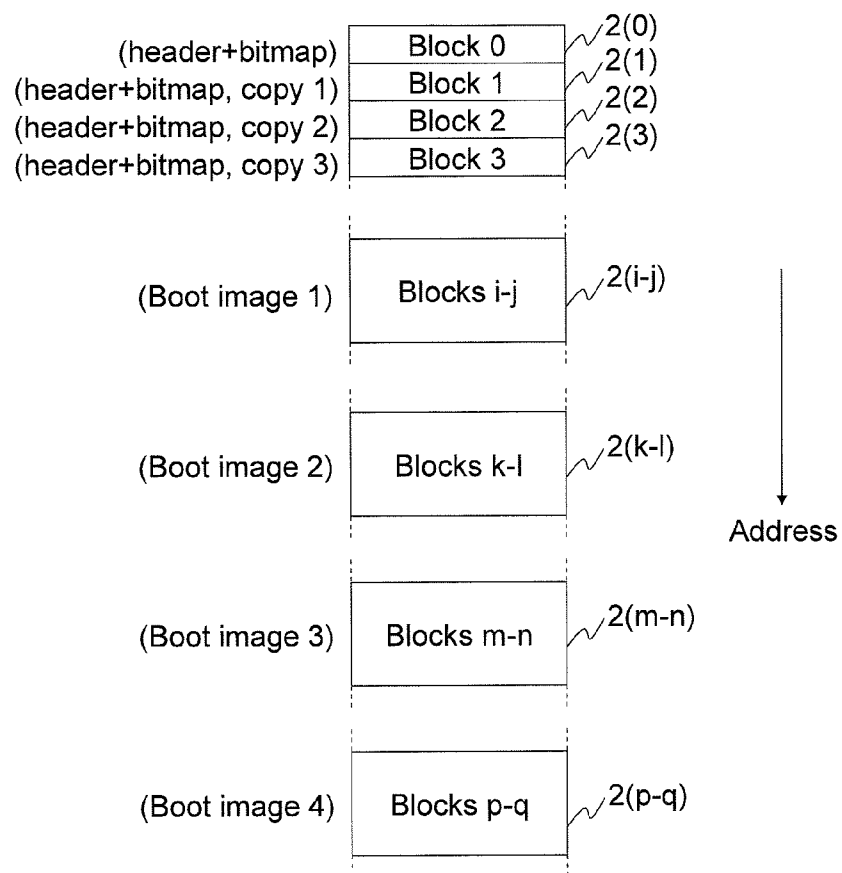 (header+bitmap) Block 0 2(0)
(header+bitmap, copy 1) Block 1 2(1)
(header+bitmap, copy 2) Block 2 2(2)
(header+bitmap, copy 3) Block 3 2(3)
(Boot image 1) Blocks i-j 2(i-j)
(Boot image 2) Blocks k-l 2(k-l)
Address
(Boot image 3) Blocks m-n 2(m-n)
(Boot image 4) Blocks p-q 2(p-q)